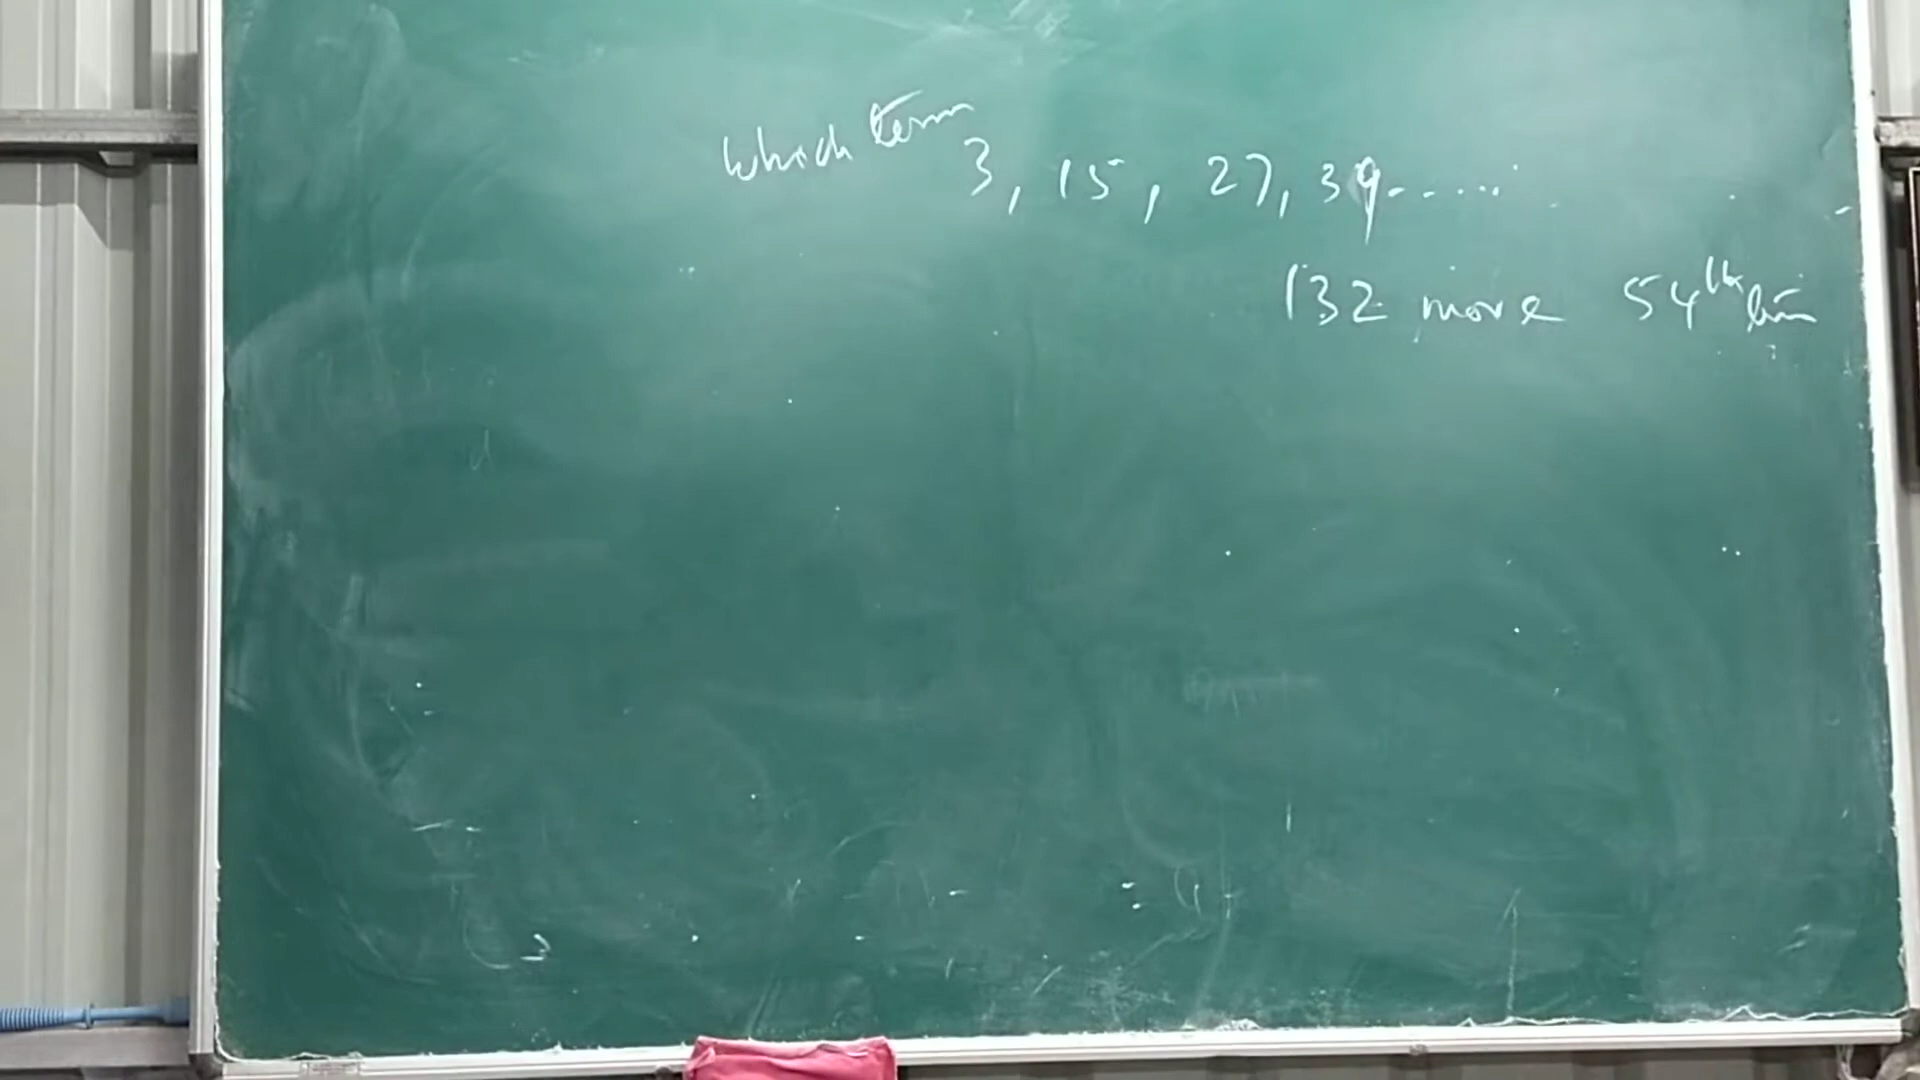 Which term 3, 15, 27, 39.......
132 more 54th term